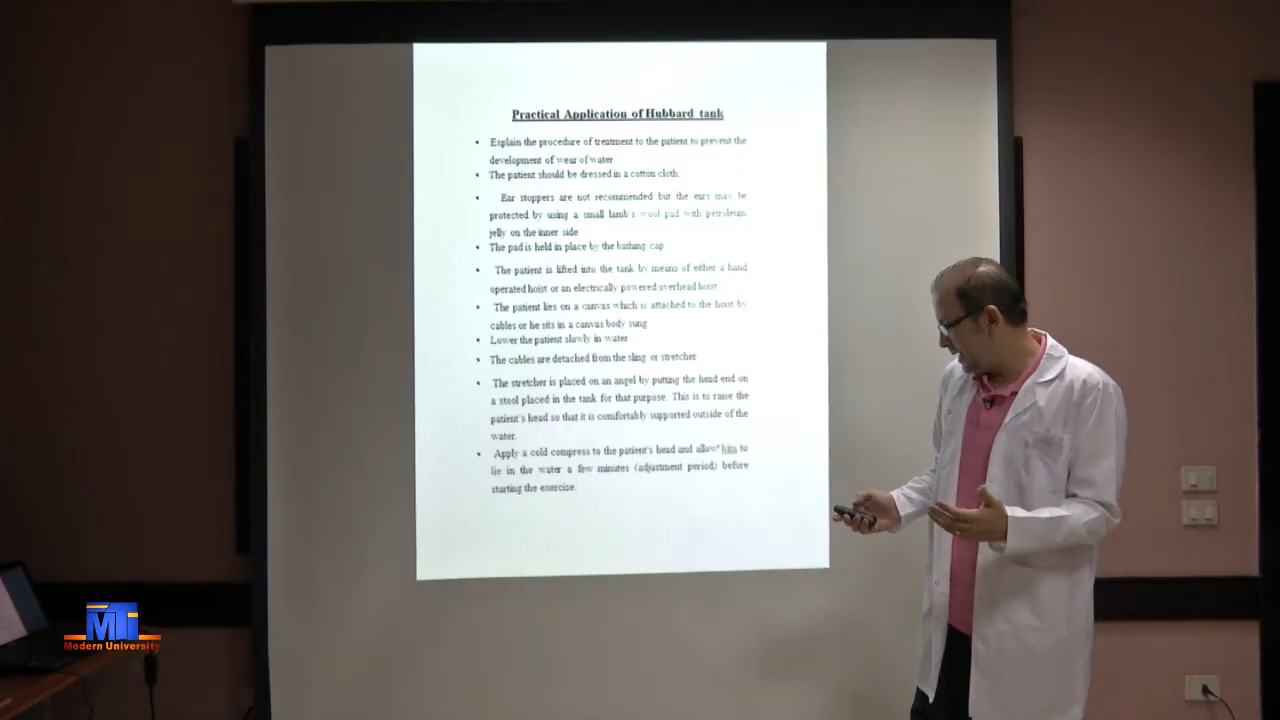 Practical Application of Hubbard tank
• Explain the procedure of treatment to the patient to prevent the
development of wear of water
• The patient should be dressed in a cotton cloth.
• Ear stoppers are not recommended but the ears may be
protected by using a small lamb's wool pad with petroleum
jelly on the inner side
• The pad is held in place by the bathing cap
• The patient is lifted into the tank by means of either a hand
operated hoist or an electrically powered overhead hoist
• The patient lies on a canvas which is attached to the hoist by
cables or he sits in a canvas body sung
• Lower the patient slowly in water
• The cables are detached from the sling or stretcher
• The stretcher is placed on an angel by putting the head end on
a stool placed in the tank for that purpose. This is to raise the
patient's head so that it is comfortably supported outside of the
water.
• Apply a cold compress to the patient's head and allow him to
lie in the water a few minutes (adjustment period) before
starting the exercise.
MTI
Modern University